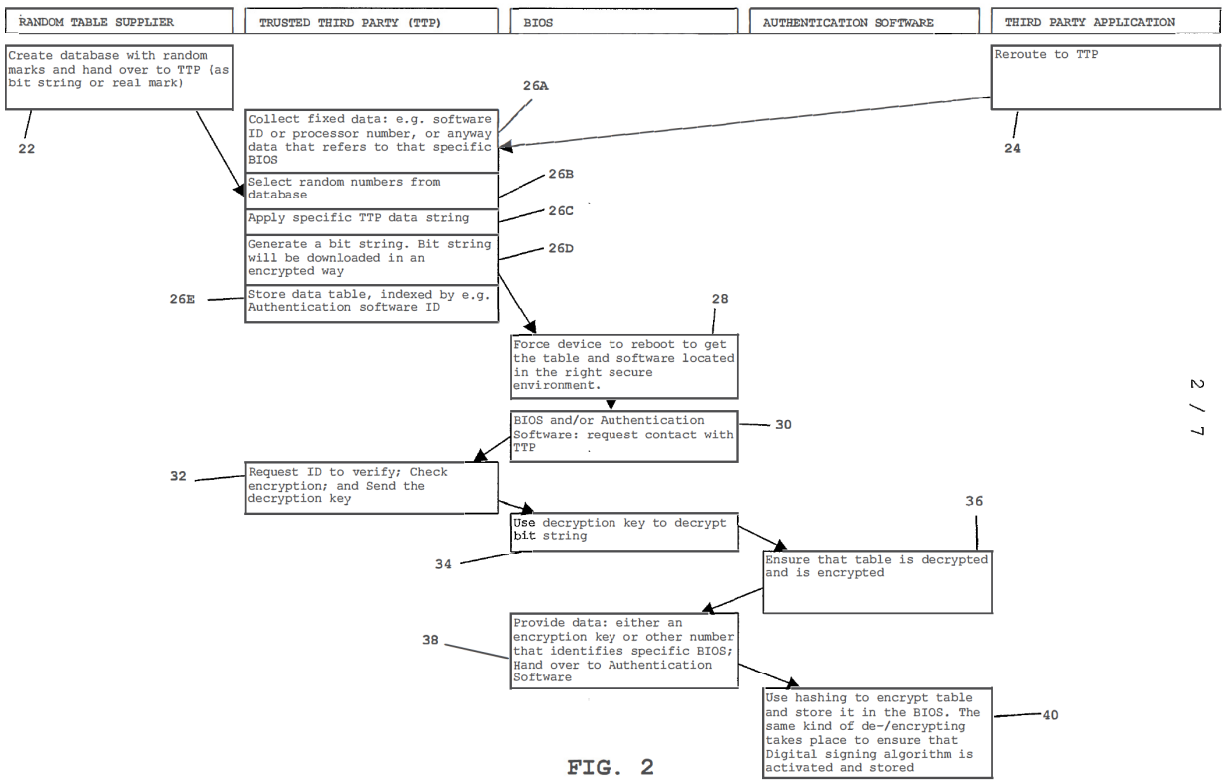 RANDOM TABLE SUPPLIER
TRUSTED THIRD PARTY (TTP)
BIOS
AUTHENTICATION SOFTWARE
THIRD PARTY APPLICATION
Create database with random
marks and hand over to TTP (as
bit string or real mark)
22
Reroute to TTP
24
26A
Collect fixed data: e.g. software
ID or processor number, or anyway
data that refers to that specific
BIOS
Select random numbers from
database
26B
Apply specific TTP data string
26C
Generate a bit string. Bit string
will be downloaded in an
encrypted way
26D
26E
Store data table, indexed by e.g.
Authentication software ID
28
Force device to reboot to get
the table and software located
in the right secure
environment.
2 / 7
BIOS and/or Authentication
Software: request contact with
TTP
30
32
Request ID to verify; Check
encryption; and Send the
decryption key
Use decryption key to decrypt
bit string
34
36
Ensure that table is decrypted
and is encrypted
38
Provide data: either an
encryption key or other number
that identifies specific BIOS;
Hand over to Authentication
Software
Use hashing to encrypt table
and store it in the BIOS. The
same kind of de-/encrypting
takes place to ensure that
Digital signing algorithm is
activated and stored
40
FIG. 2